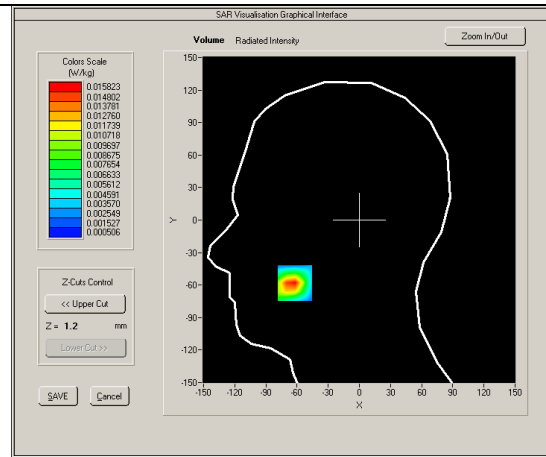 SAR Visualisation Graphical Interface
Volume Radiated Intensity
Zoom In/Out
Colors Scale
(W/kg)
0.015823
0.014802
0.013781
0.012760
0.011739
0.010718
0.009697
0.008675
0.007654
0.006633
0.005612
0.004591
0.003570
0.002549
0.001527
0.000506
Z-Cuts Control
<< Upper Cut
Z = 1.2 mm
Lower Cut >>
SAVE Cancel
150
120
90
60
30
0
-30
-60
-90
-120
-150
Y
-150 -120 -90 -60 -30 0 30 60 90 120 150
X